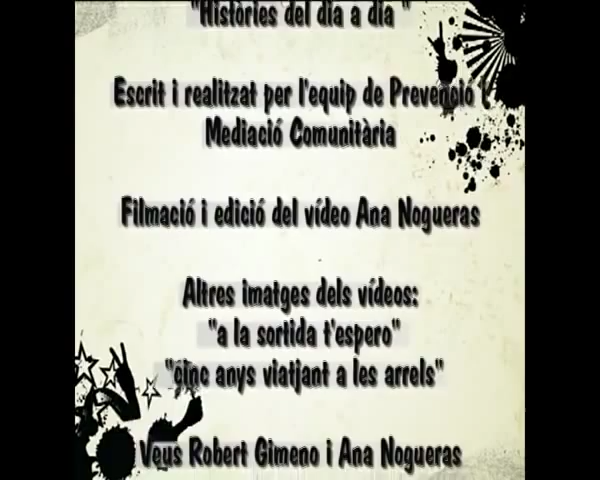 "Històries del dia a dia "
Escrit i realitzat per l'equip de Prevenció i
Mediació Comunitària
Filmació i edició del vídeo Ana Nogueras
Altres imatges dels vídeos:
"a la sortida t'espero"
"cinc anys viatjant a les arrels"
Veus Robert Gimeno i Ana Nogueras